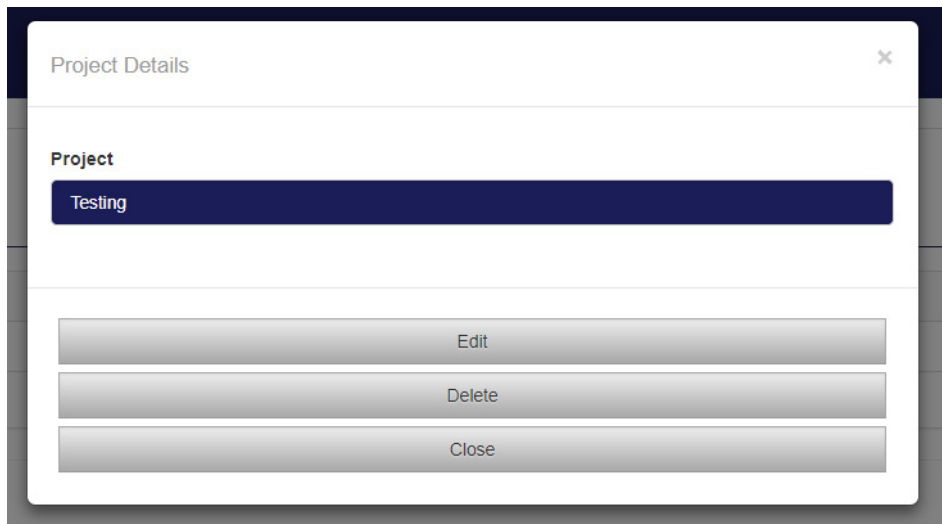 Project Details
×
Project
Testing
Edit
Delete
Close